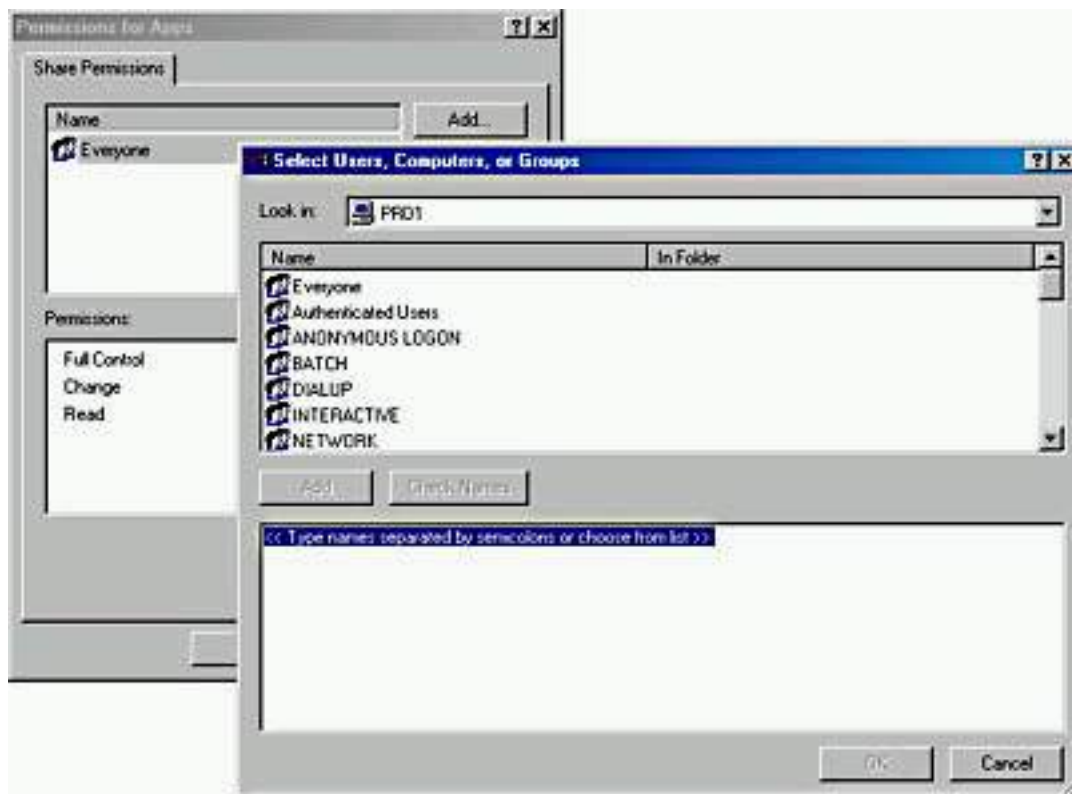 Permissions for Apps
Share Permissions
Name
Add...
Everyone
Select Users, Computers, or Groups
Look in:
PRO1
Name
In Folder
Everyone
Authenticated Users
ANONYMOUS LOGON
BATCH
DIALUP
INTERACTIVE
NETWORK
Permissions:
Full Control
Change
Read
Add
Check Names
<< Type names separated by semicolons or choose from list >>
OK
Cancel